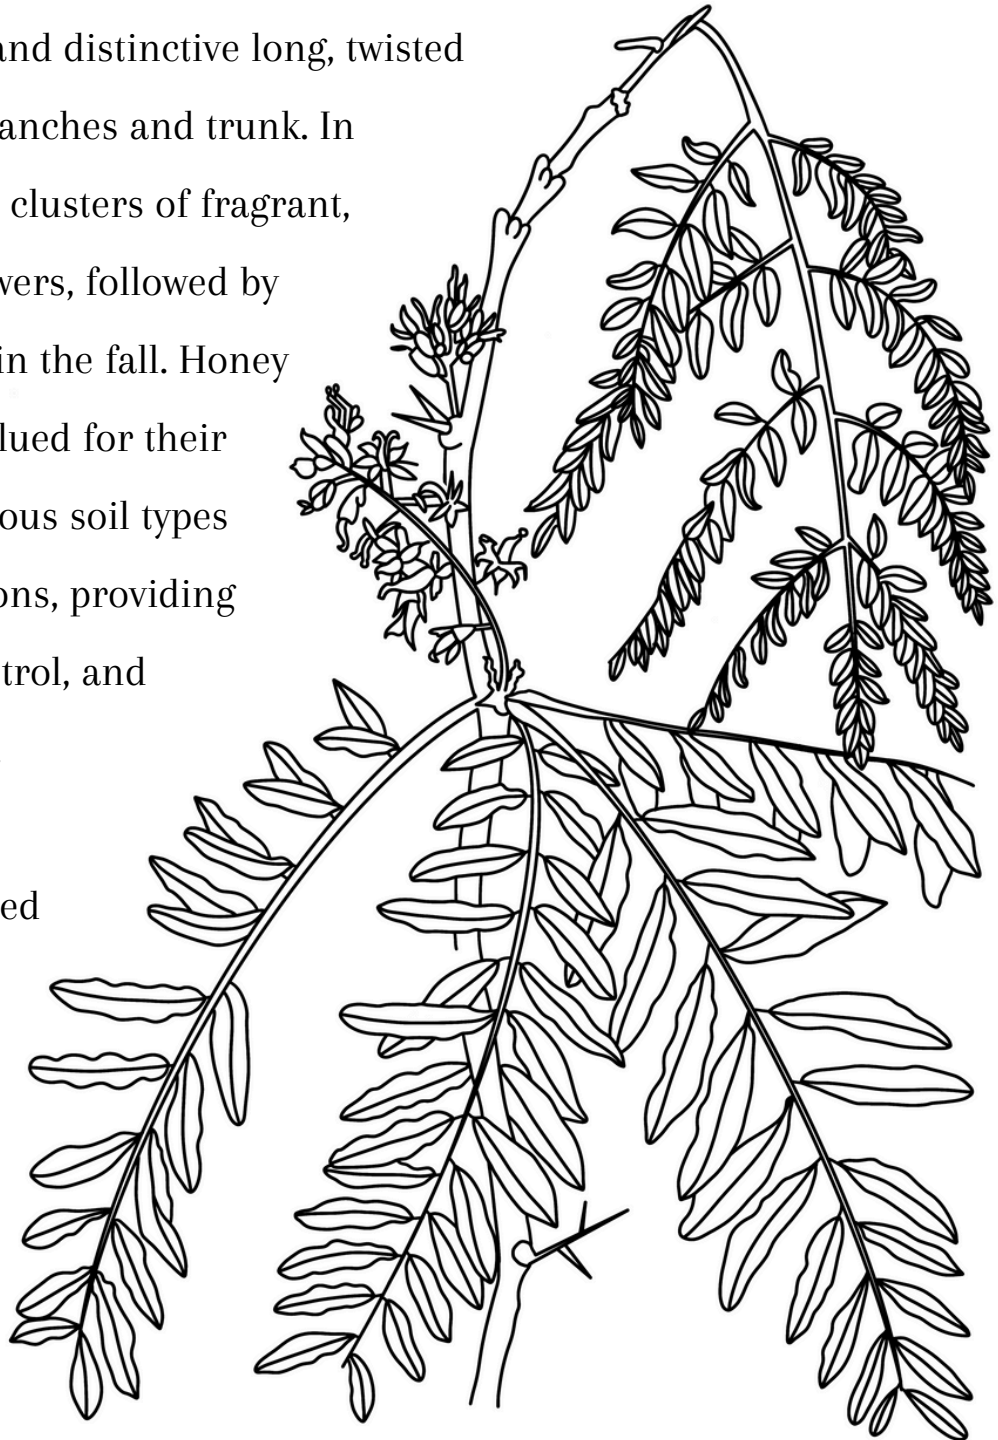 and distinctive long, twisted
anches and trunk. In
clusters of fragrant,
wers, followed by
in the fall. Honey
lued for their
ous soil types
ons, providing
trol, and
ed